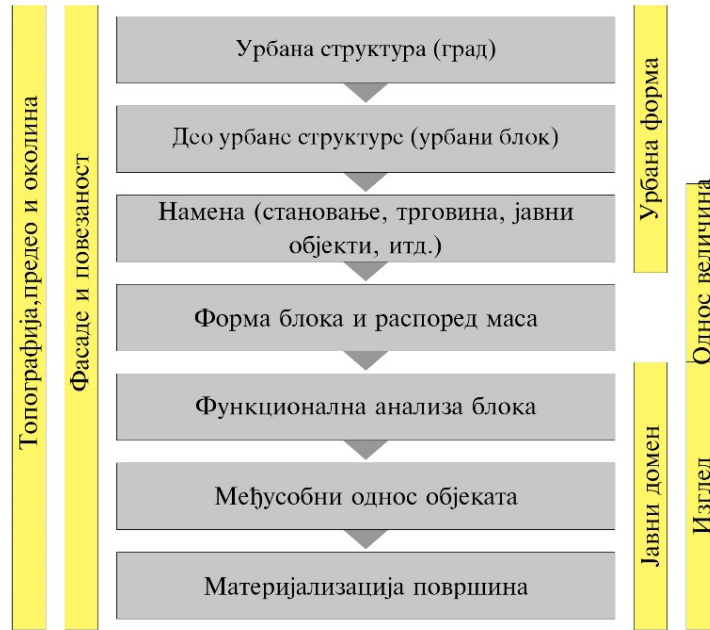 Топографија,предео и околина
Фасаде и повезаност
Урбана структура (град)
Део урбане структуре (урбани блок)
Намена (становање, трговина, јавни
објекти, итд.)
Форма блока и распоред маса
Функционална анализа блока
Међусобни однос објеката
Материјализација површина
Урбана форма
Јавни домен
Однос величина
Изглед